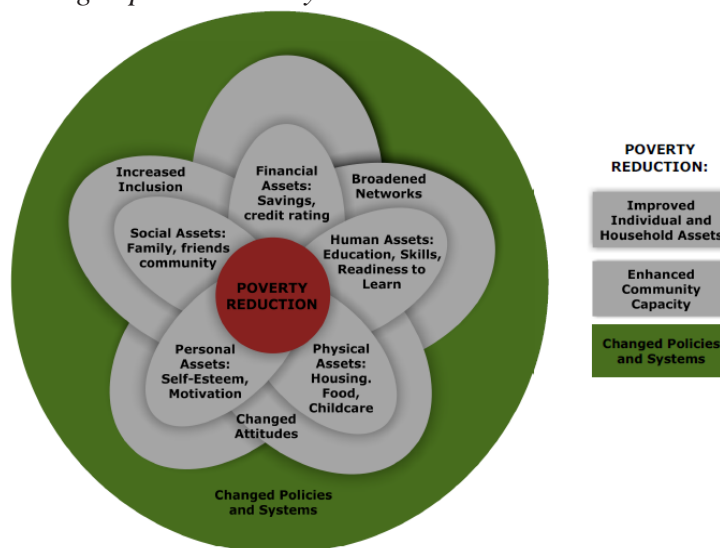 Increased
Inclusion
Financial
Assets:
Savings,
credit rating
Broadened
Networks
Social Assets:
Family, friends
community
Human Assets:
Education, Skills,
Readiness to
Learn
POVERTY
REDUCTION
Personal
Assets:
Self-Esteem,
Motivation
Physical
Assets:
Housing.
Food,
Childcare
Changed
Attitudes
Changed Policies
and Systems
POVERTY
REDUCTION:
Improved
Individual and
Household Assets
Enhanced
Community
Capacity
Changed Policies
and Systems